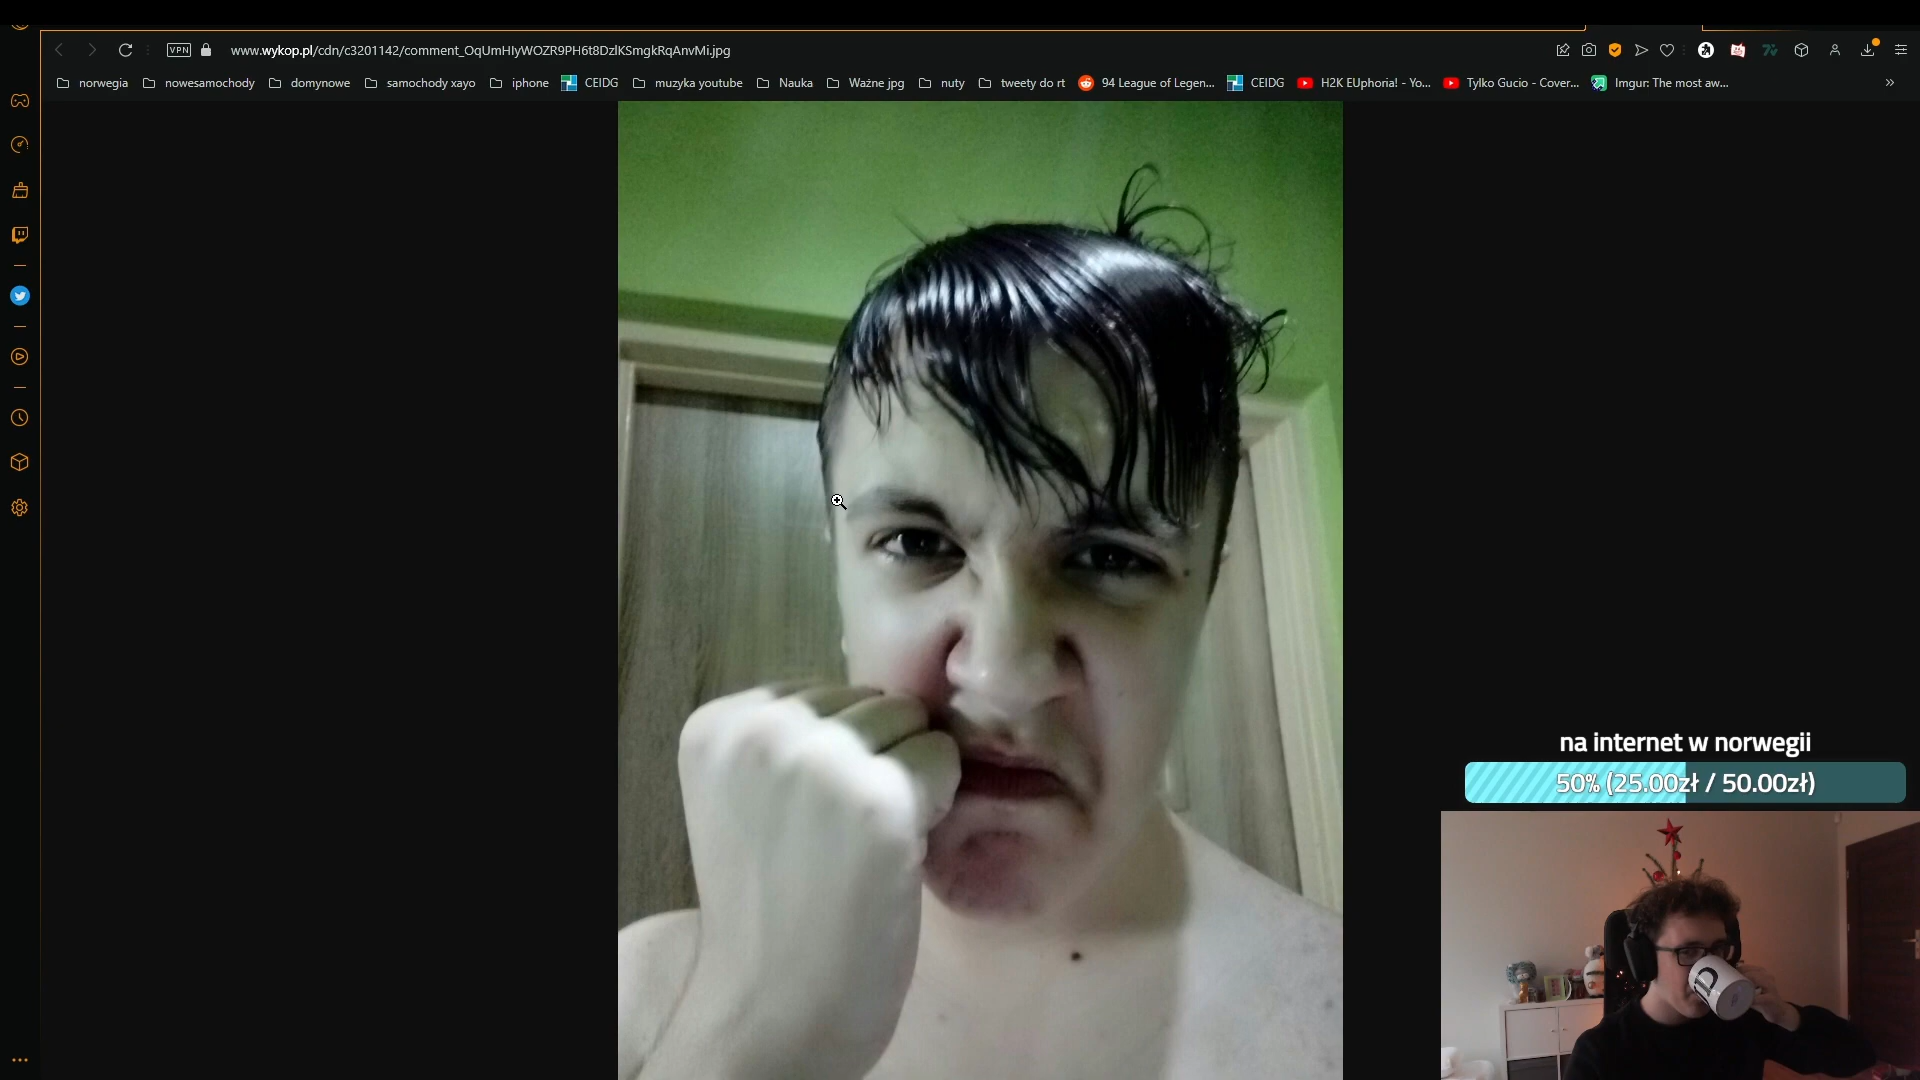 VPN
www.wykop.pl/cdn/c3201142/comment_OqUmHIyWOZR9PH6t8DzlKSmgkRqAnvMi.jpg
norwegia nowesamochody domynowe samochody xayo iphone CEIDG muzyka youtube Nauka Ważne jpg nuty tweety do rt 94 League of Legen... CEIDG H2K EUphoria! - Yo... Tylko Gucio - Cover... Imgur: The most aw... »
na internet w norwegii
50% (25.00zł / 50.00zł)